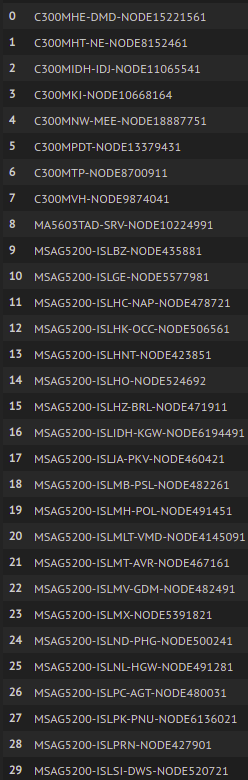 0 C300MHE-DMD-NODE15221561
1 C300MHT-NE-NODE8152461
2 C300MIDH-IDJ-NODE11065541
3 C300MKI-NODE10668164
4 C300MNW-MEE-NODE18887751
5 C300MPDT-NODE13379431
6 C300MTP-NODE8700911
7 C300MVH-NODE9874041
8 MA5603TAD-SRV-NODE10224991
9 MSAG5200-ISLBZ-NODE435881
10 MSAG5200-ISLGE-NODE5577981
11 MSAG5200-ISLHC-NAP-NODE478721
12 MSAG5200-ISLHK-OCC-NODE506561
13 MSAG5200-ISLHNT-NODE423851
14 MSAG5200-ISLHO-NODE524692
15 MSAG5200-ISLHZ-BRL-NODE471911
16 MSAG5200-ISLIDH-KGW-NODE6194491
17 MSAG5200-ISLJA-PKV-NODE460421
18 MSAG5200-ISLMB-PSL-NODE482261
19 MSAG5200-ISLMH-POL-NODE491451
20 MSAG5200-ISLMLT-VMD-NODE4145091
21 MSAG5200-ISLMT-AVR-NODE467161
22 MSAG5200-ISLMV-GDM-NODE482491
23 MSAG5200-ISLMX-NODE5391821
24 MSAG5200-ISLND-PHG-NODE500241
25 MSAG5200-ISLNL-HGW-NODE491281
26 MSAG5200-ISLPC-AGT-NODE480031
27 MSAG5200-ISLPK-PNU-NODE6136021
28 MSAG5200-ISLPRN-NODE427901
29 MSAG5200-ISLSI-DWS-NODE520721